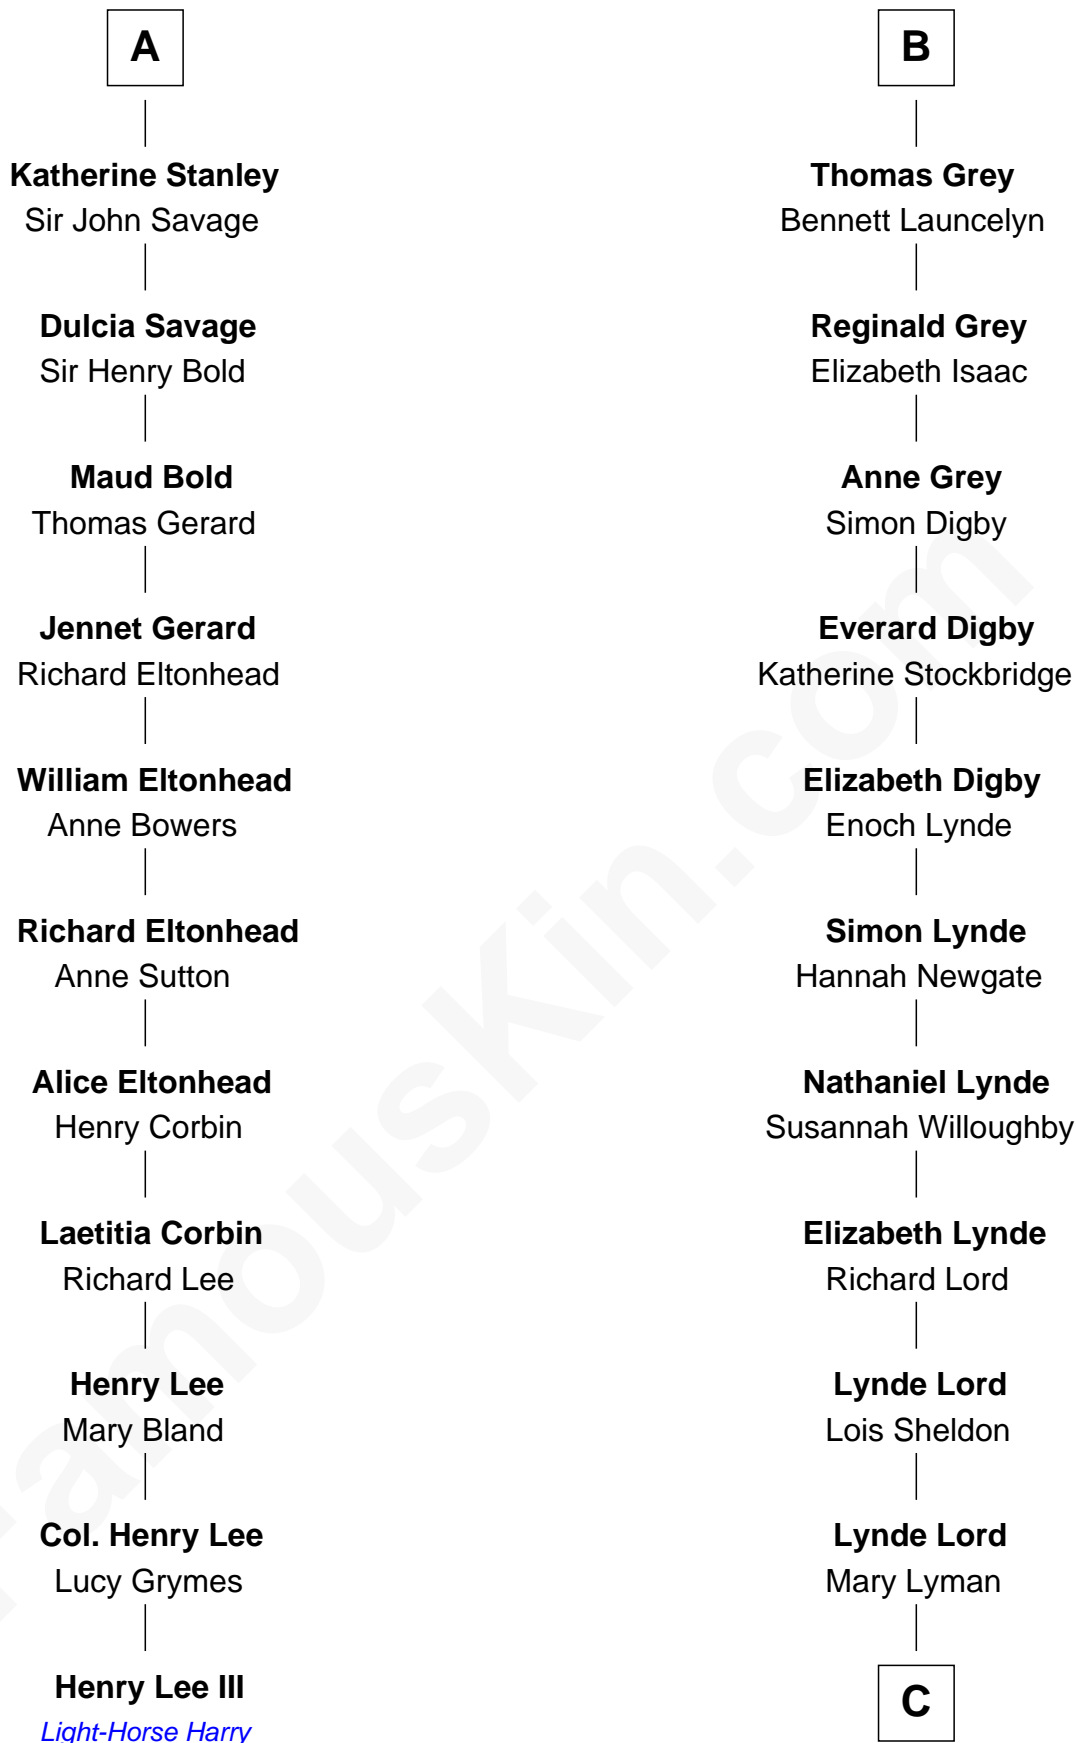 A
Katherine Stanley
Sir John Savage
Dulcia Savage
Sir Henry Bold
Maud Bold
Thomas Gerard
Jennet Gerard
Richard Eltonhead
William Eltonhead
Anne Bowers
Richard Eltonhead
Anne Sutton
Alice Eltonhead
Henry Corbin
Laetitia Corbin
Richard Lee
Henry Lee
Mary Bland
Col. Henry Lee
Lucy Grymes
Henry Lee III
Light-Horse Harry
B
Thomas Grey
Bennett Launcelyn
Reginald Grey
Elizabeth Isaac
Anne Grey
Simon Digby
Everard Digby
Katherine Stockbridge
Elizabeth Digby
Enoch Lynde
Simon Lynde
Hannah Newgate
Nathaniel Lynde
Susannah Willoughby
Elizabeth Lynde
Richard Lord
Lynde Lord
Lois Sheldon
Lynde Lord
Mary Lyman
C
FamousKin.com